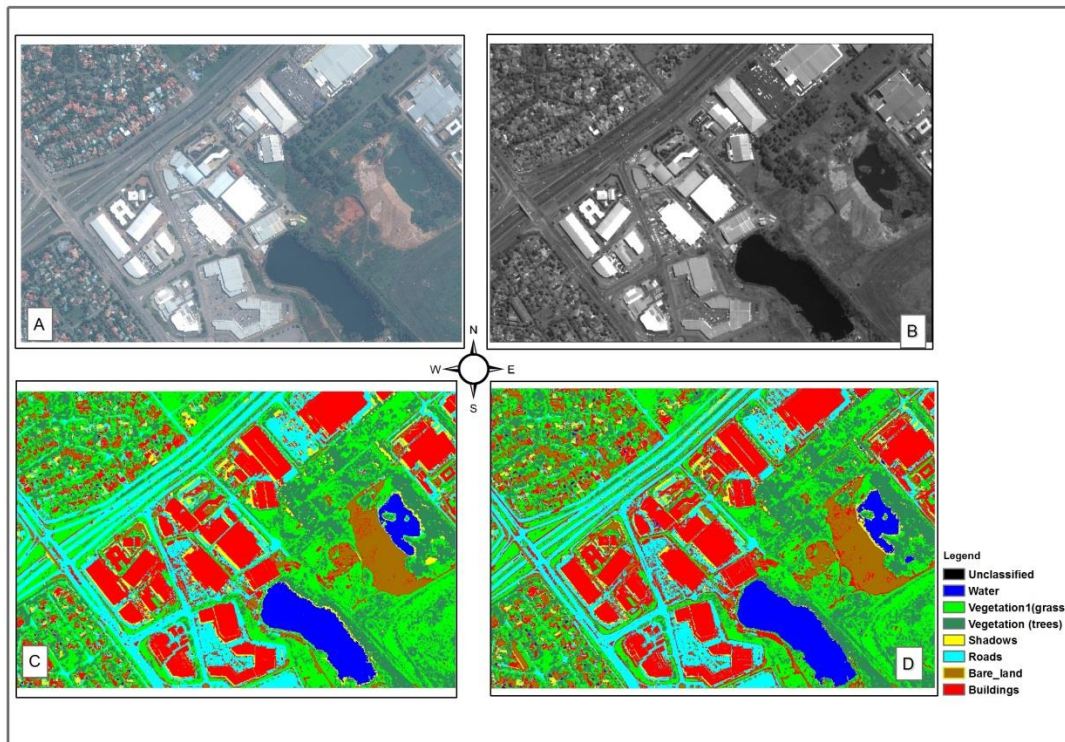 A
B
N
W E
S
C
D
Legend
Unclassified
Water
Vegetation1(grass
Vegetation (trees)
Shadows
Roads
Bare_land
Buildings